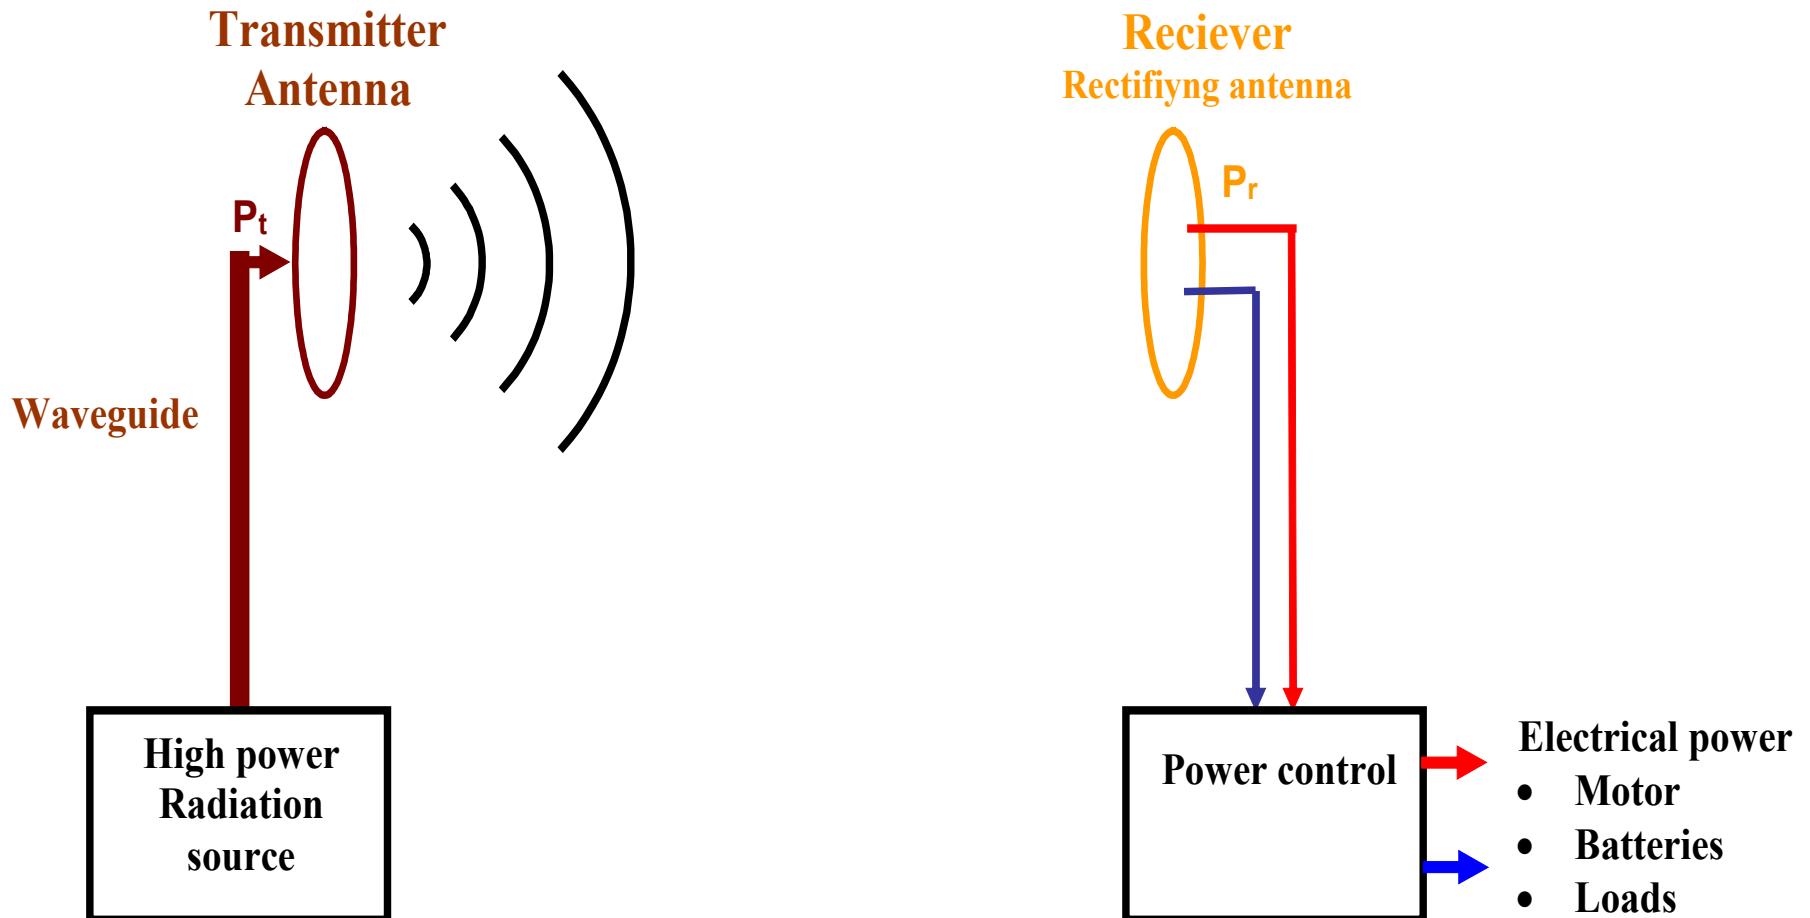 Transmitter
Antenna
Reciever
Rectifiyng antenna
Pt
Pr
Waveguide
High power
Radiation
source
Power control
Electrical power
• Motor
• Batteries
• Loads